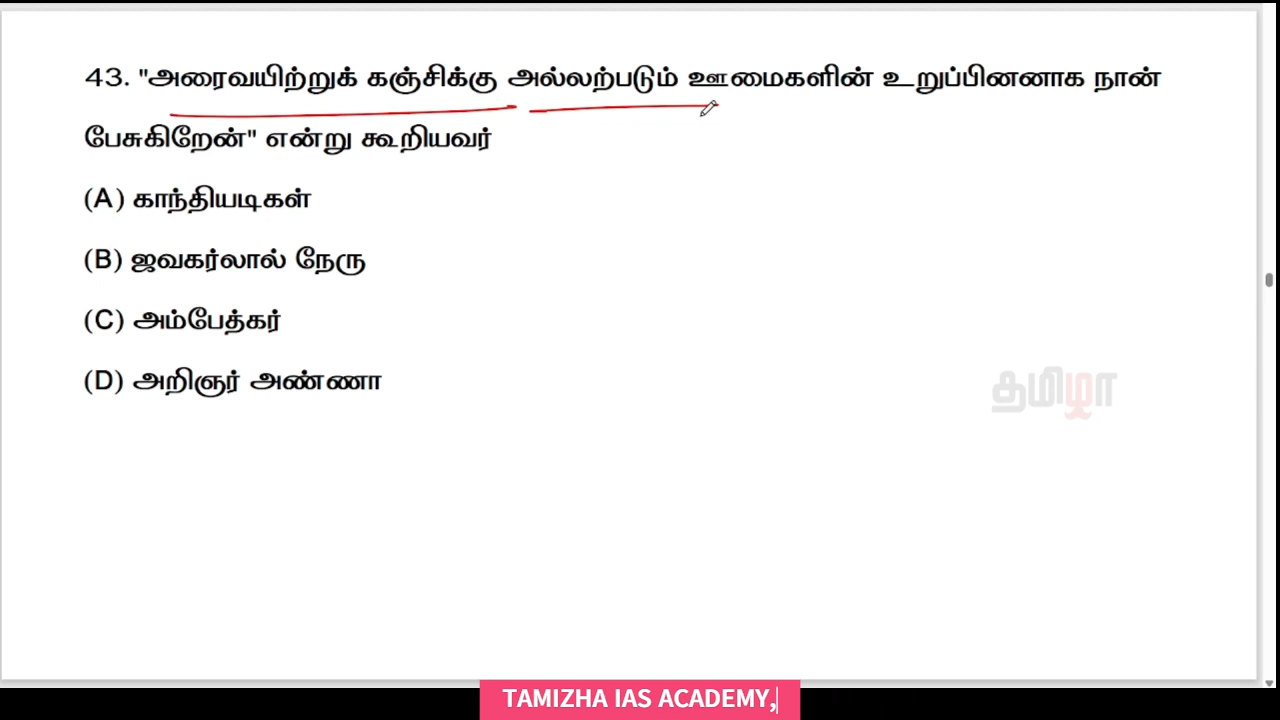 43. "அரைவயிற்றுக் கஞ்சிக்கு அல்லற்படும் ஊமைகளின் உறுப்பினனாக நான்
பேசுகிறேன்" என்று கூறியவர்
(A) காந்தியடிகள்
(B) ஜவகர்லால் நேரு
(C) அம்பேத்கர்
(D) அறிஞர் அண்ணா
தமிழா
TAMIZHA IAS ACADEMY,